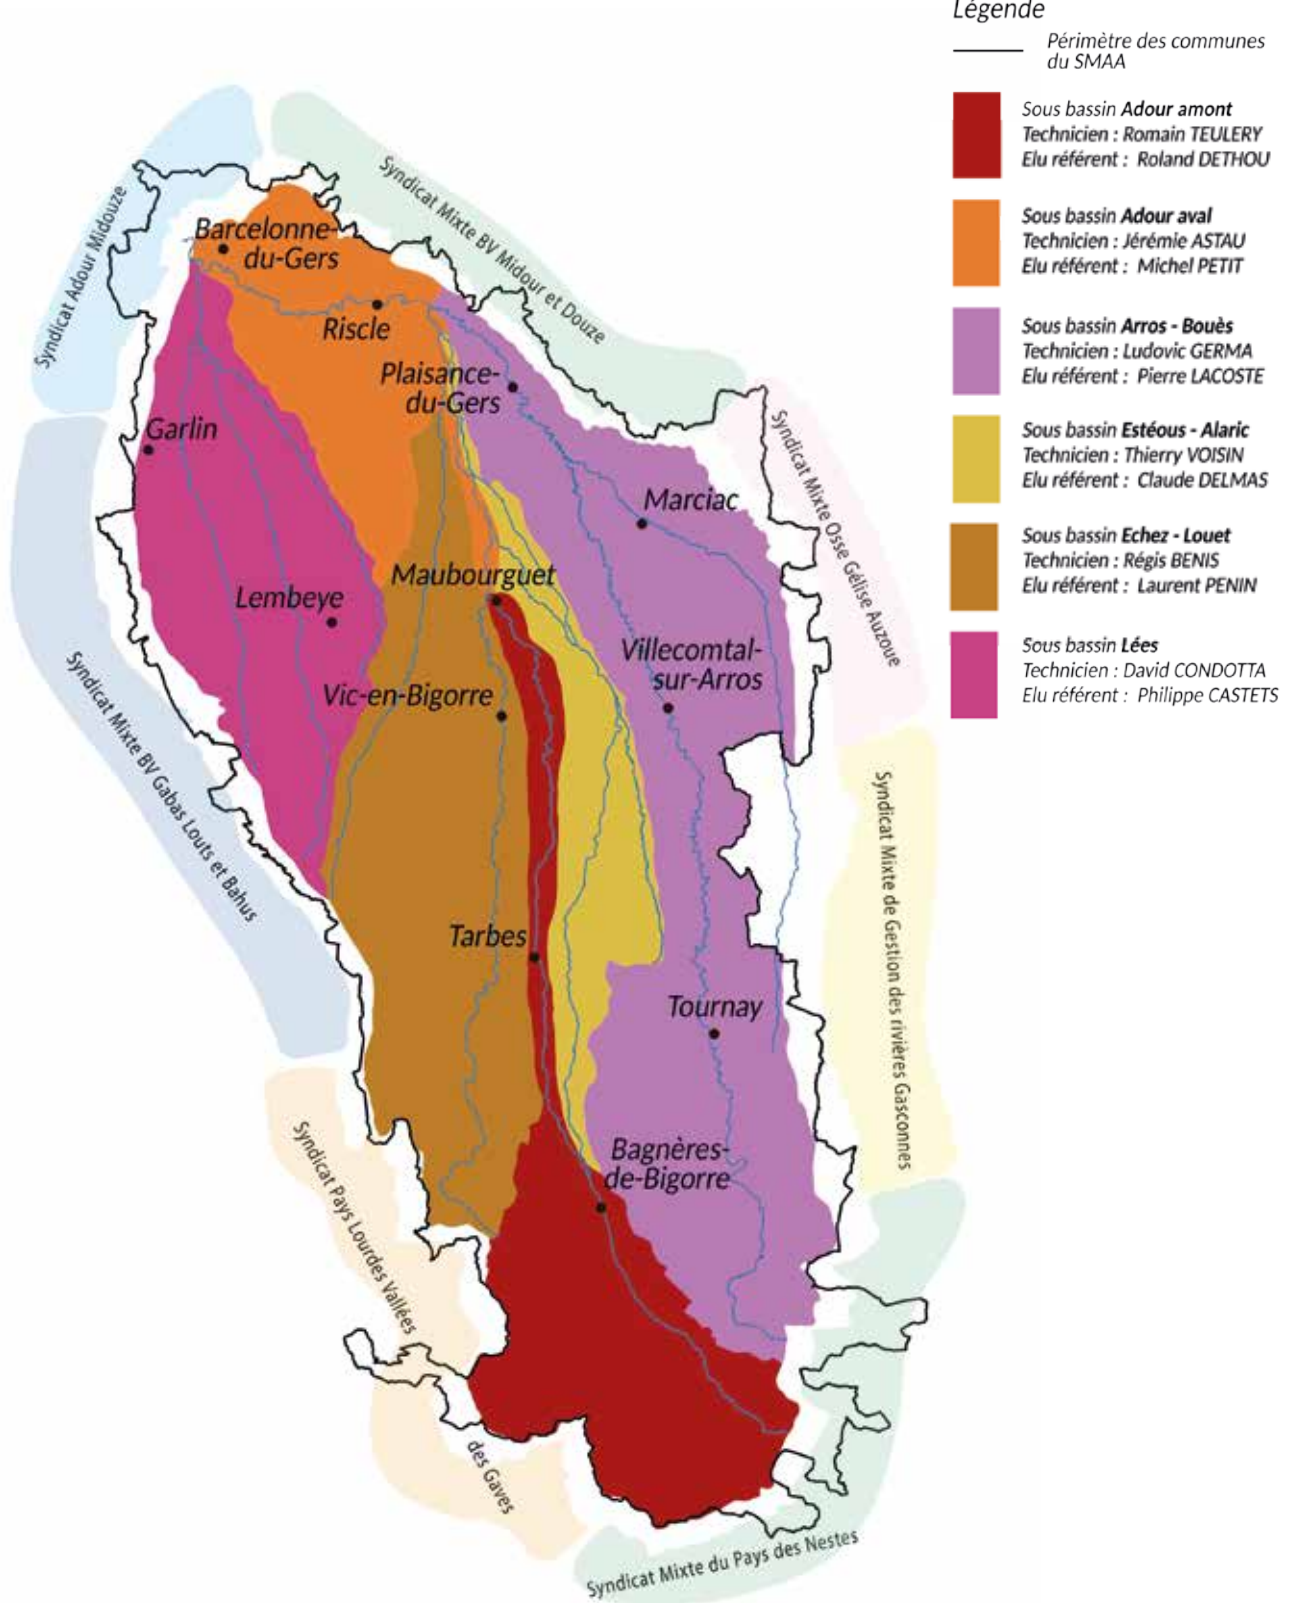 Légende
Périmètre des communes
du SMAA
Sous bassin Adour amont
Technicien : Romain TEULERY
Elu référent : Roland DETHOU
Sous bassin Adour aval
Technicien : Jérémie ASTAU
Elu référent : Michel PETIT
Sous bassin Arros - Bouès
Technicien : Ludovic GERMA
Elu référent : Pierre LACOSTE
Sous bassin Estéous - Alaric
Technicien : Thierry VOISIN
Elu référent : Claude DELMAS
Sous bassin Echez - Louet
Technicien : Régis BENIS
Elu référent : Laurent PENIN
Sous bassin Lées
Technicien : David CONDOTTA
Elu référent : Philippe CASTETS
Syndicat Adour Midouze
Syndicat Mixte BV Midour et Douze
Barcelonne-
du-Gers
Riscle
Plaisance-
du-Gers
Garlin
Marciac
Syndicat Mixte Osse Gélise Auzoue
Maubourguet
Lembeye
Villecomtal-
sur-Arros
Vic-en-Bigorre
Syndicat Mixte BV Gabas Louts et Bahus
Syndicat Mixte de Gestion des rivières Gasconnes
Tarbes
Tournay
Bagnères-
de-Bigorre
Syndicat Pays Lourdes Vallées
des Gaves
Syndicat Mixte du Pays des Nestes